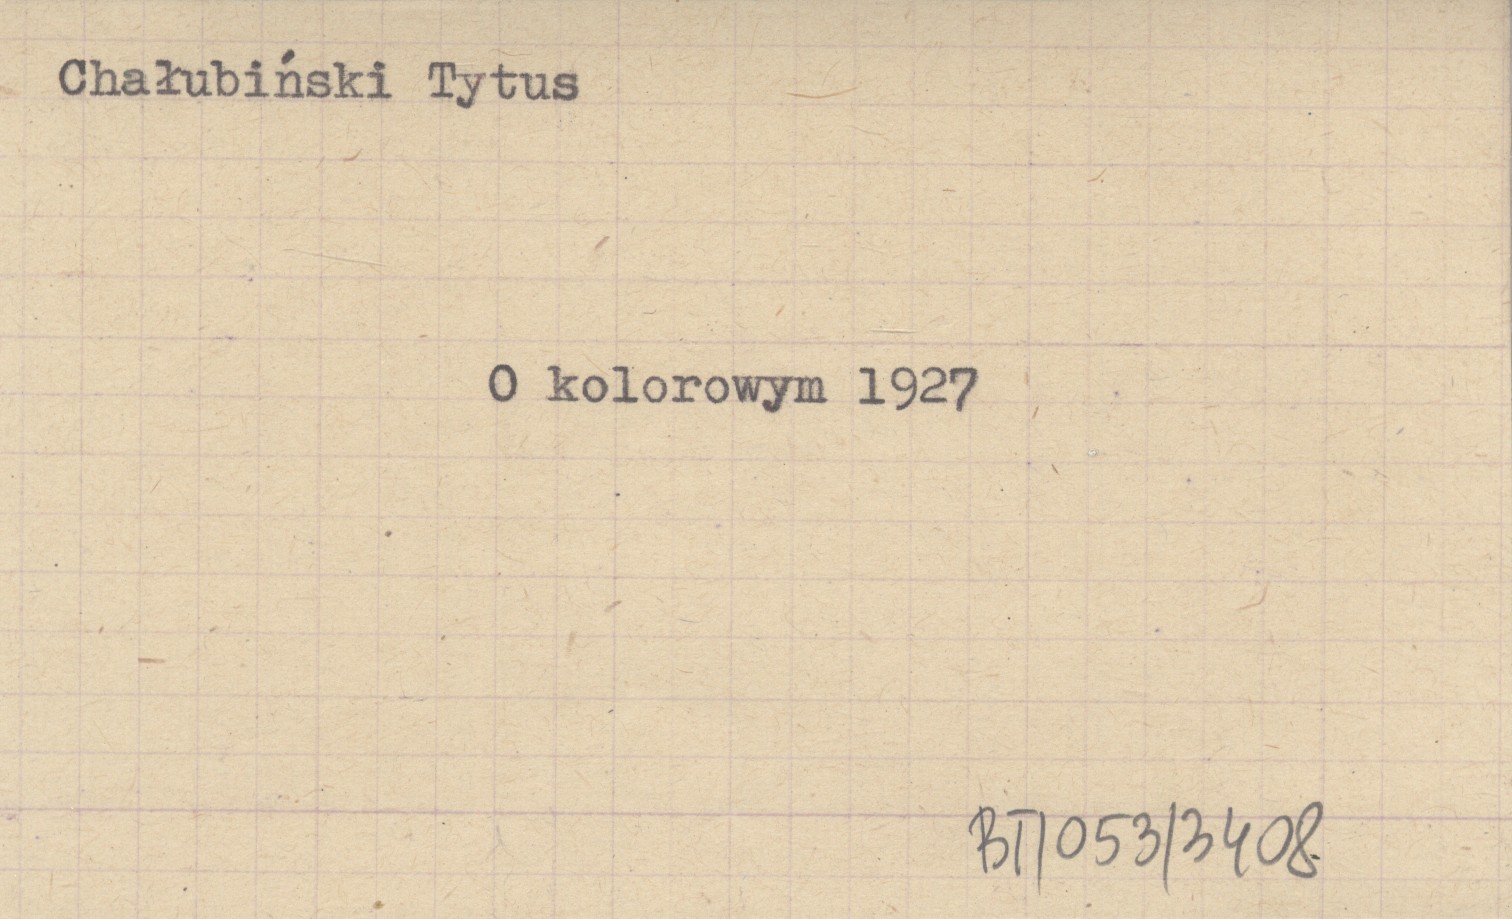 Chałubiński Tytus
O kolorowym 1927
BT/053/3408